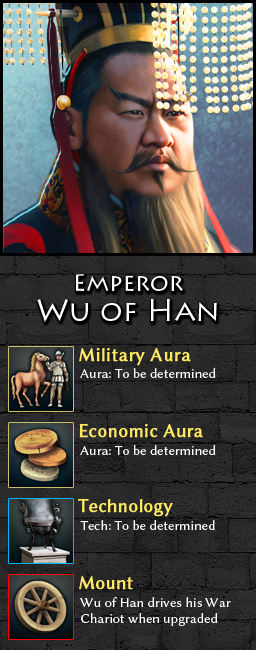 Emperor
Wu of Han
Military Aura
Aura: To be determined
Economic Aura
Aura: To be determined
Technology
Tech: To be determined
Mount
Wu of Han drives his War
Chariot when upgraded